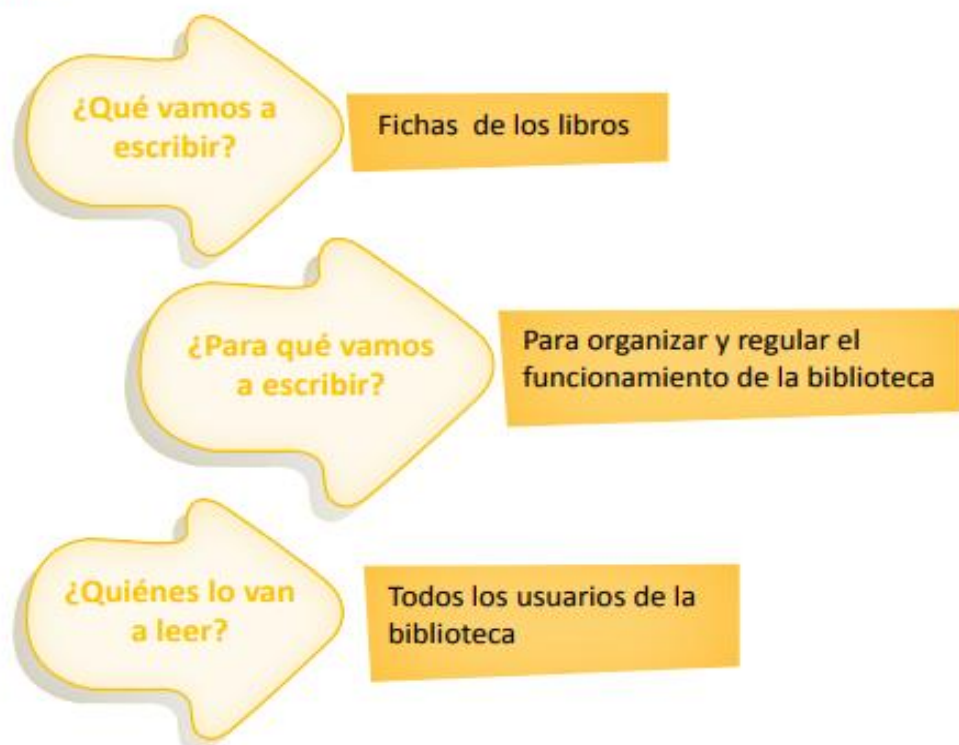 ¿Qué vamos a
escribir?
Fichas de los libros
¿Para qué vamos
a escribir?
Para organizar y regular el
funcionamiento de la biblioteca
¿Quiénes lo van
a leer?
Todos los usuarios de la
biblioteca